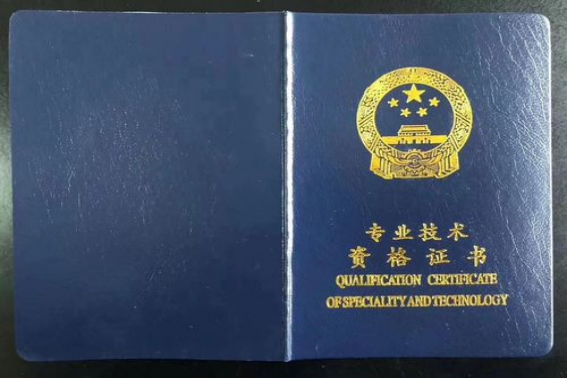 专业技术
资格证书
QUALIFICATION CERTIFICATE
OF SPECIALITY AND TECHNOLOGY